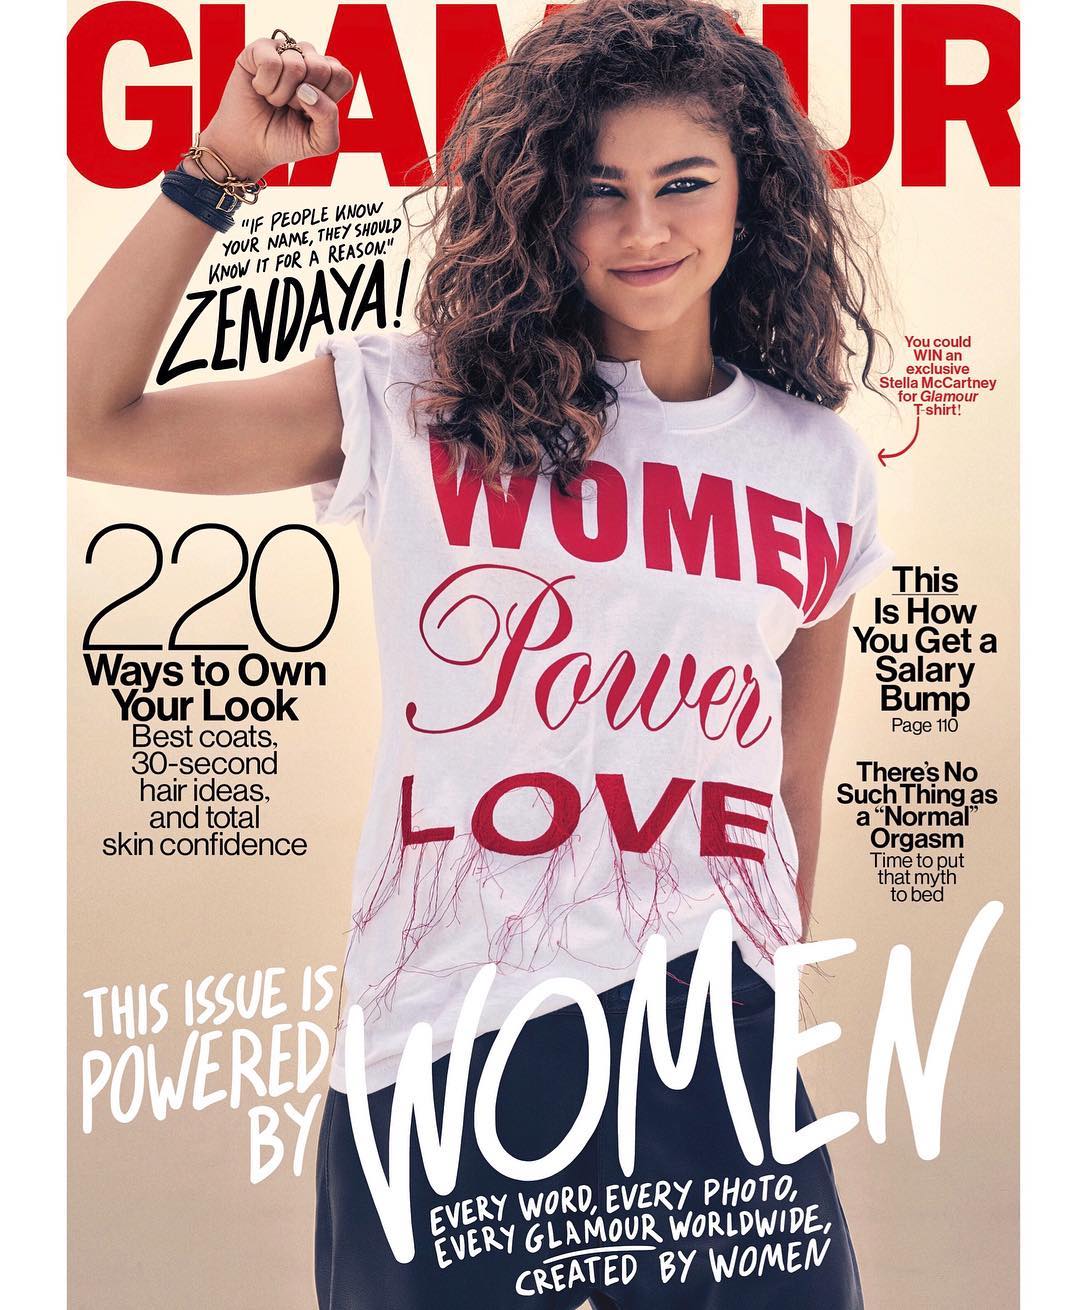 GLAMOUR
"IF PEOPLE KNOW
YOUR NAME, THEY SHOULD
KNOW IT FOR A REASON."
ZENDAYA!
You could
WIN an
exclusive
Stella McCartney
for Glamour
T-shirt!
WOMEN
Power
LOVE
220
Ways to Own
Your Look
Best coats,
30-second
hair ideas,
and total
skin confidence
This
Is How
You Get a
Salary
Bump
Page 110
There's No
Such Thing as
a "Normal"
Orgasm
Time to put
that myth
to bed
THIS ISSUE IS
POWERED
BY
WOMEN
EVERY WORD, EVERY PHOTO,
EVERY GLAMOUR WORLDWIDE,
CREATED BY WOMEN